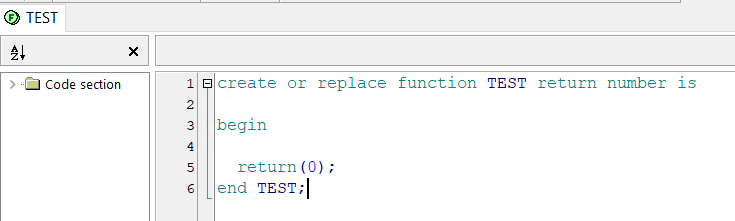 TEST
Code section
1 create or replace function TEST return number is
2
3 begin
4
5   return(0);
6 end TEST;